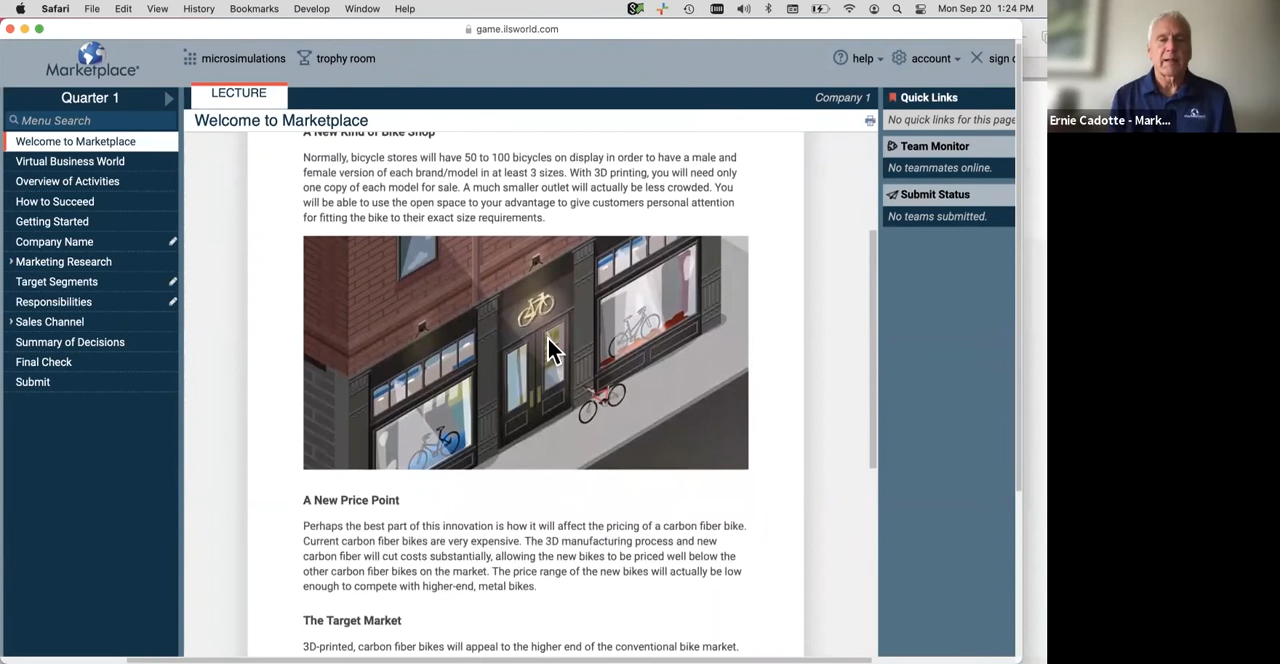 Safari File Edit View History Bookmarks Develop Window Help Mon Sep 20 1:24 PM
game.ilsworld.com
Marketplace
microsimulations trophy room help account sign
Quarter 1
LECTURE
Company 1
Quick Links
Menu Search
Welcome to Marketplace
No quick links for this page
Welcome to Marketplace
Virtual Business World
Overview of Activities
How to Succeed
Getting Started
Company Name
Marketing Research
Target Segments
Responsibilities
Sales Channel
Summary of Decisions
Final Check
Submit
A New Kind of Bike Shop
Normally, bicycle stores will have 50 to 100 bicycles on display in order to have a male and
female version of each brand/model in at least 3 sizes. With 3D printing, you will need only
one copy of each model for sale. A much smaller outlet will actually be less crowded. You
will be able to use the open space to your advantage to give customers personal attention
for fitting the bike to their exact size requirements.
A New Price Point
Perhaps the best part of this innovation is how it will affect the pricing of a carbon fiber bike.
Current carbon fiber bikes are very expensive. The 3D manufacturing process and new
carbon fiber will cut costs substantially, allowing the new bikes to be priced well below the
other carbon fiber bikes on the market. The price range of the new bikes will actually be low
enough to compete with higher-end, metal bikes.
The Target Market
3D-printed, carbon fiber bikes will appeal to the higher end of the conventional bike market.
Team Monitor
No teammates online.
Submit Status
No teams submitted.
Ernie Cadotte - Mark...